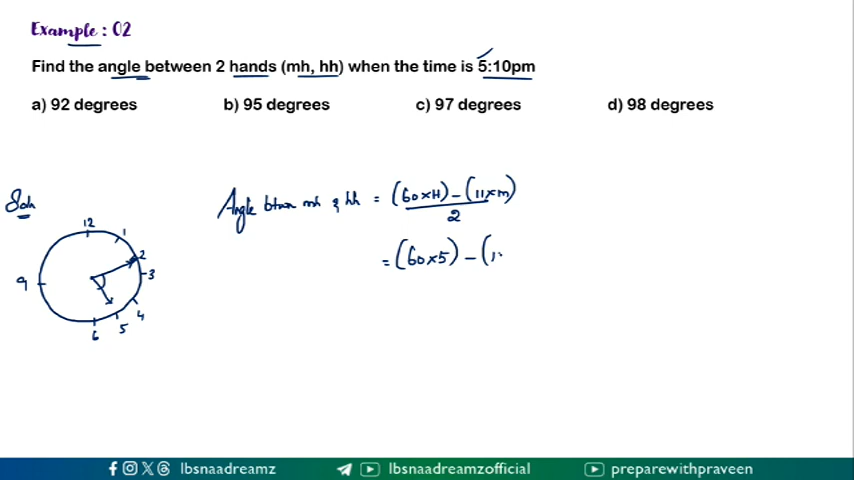 Example : 02
Find the angle between 2 hands (mh, hh) when the time is 5:10pm
a) 92 degrees b) 95 degrees c) 97 degrees d) 98 degrees
Soln
Angle btwn mh & hh = (60×H) - (11×M)
2
= (60×5) - (1
12
1
2
3
4
5
6
9
lbsnaadreamz lbsnaadreamzofficial preparewithpraveen